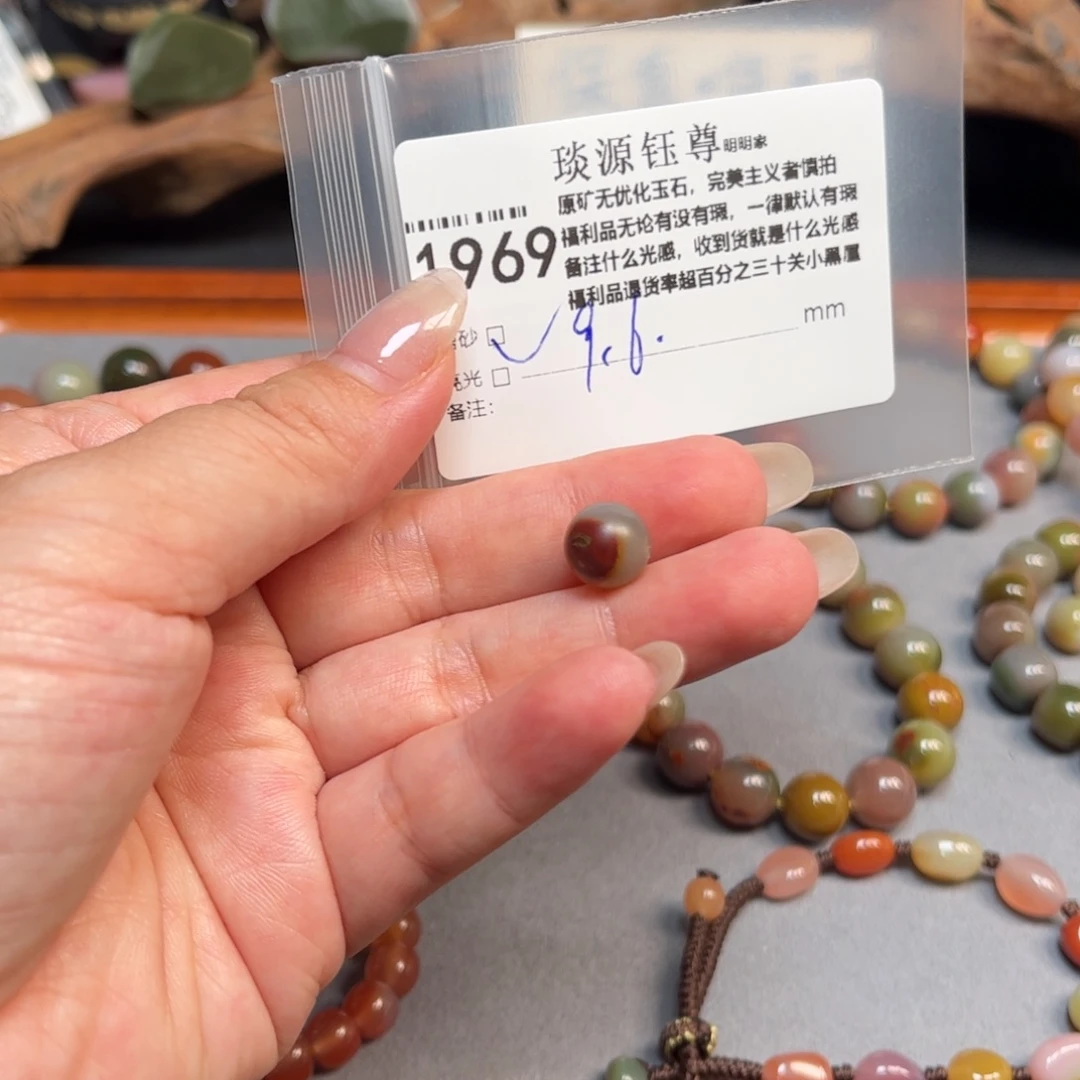 琰源钰尊明明家
原矿无优化玉石，完美主义者慎拍
福利品无论有没有瑕，一律默认有瑕
备注什么光感，收到货就是什么光感
福利品退货率超百分之三十关小黑屋
1969
砂 □ 9.6. mm
光 □
备注: